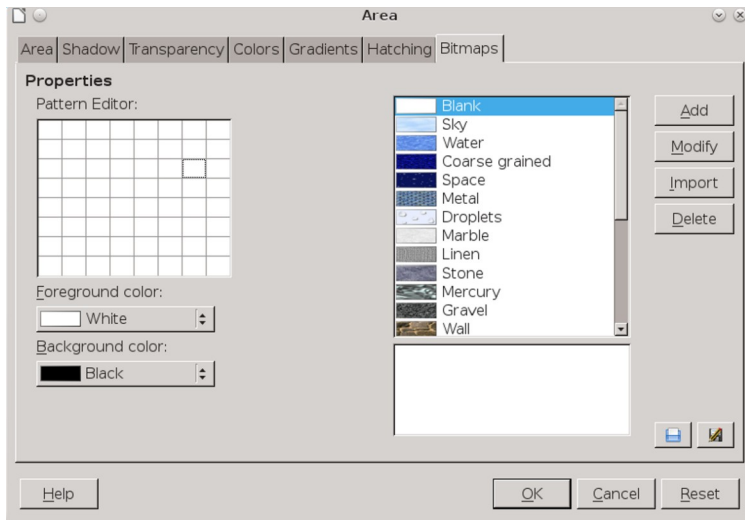 Area
Area Shadow Transparency Colors Gradients Hatching Bitmaps
Properties
Pattern Editor:
Foreground color:
White
Background color:
Black
Blank
Sky
Water
Coarse grained
Space
Metal
Droplets
Marble
Linen
Stone
Mercury
Gravel
Wall
Add
Modify
Import
Delete
Help
OK
Cancel
Reset